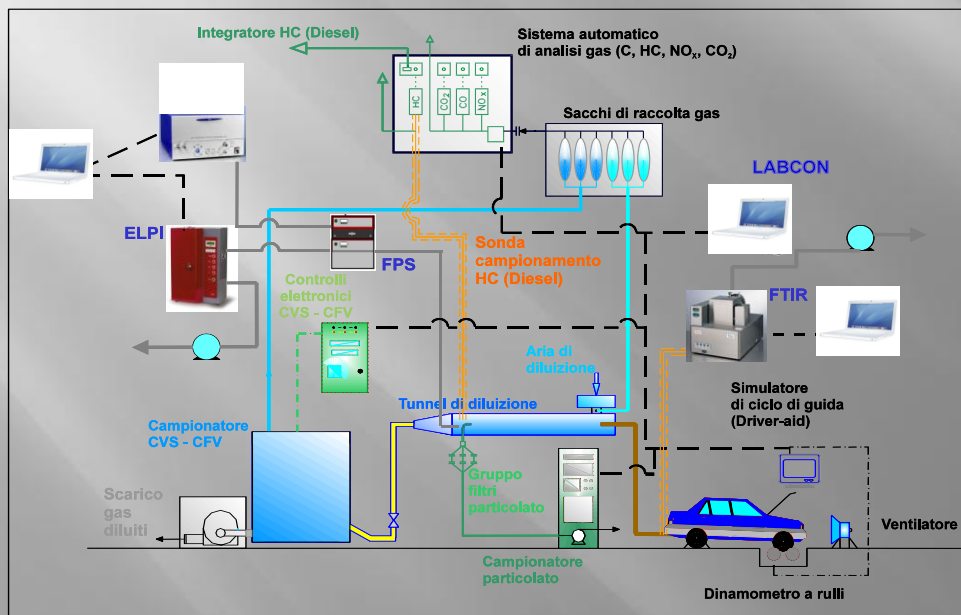 Integratore HC (Diesel)
Sistema automatico
di analisi gas (C, HC, NOx, CO2)
HC
CO2
CO
NOx
Sacchi di raccolta gas
LABCON
ELPI
FPS
Sonda
campionamento
HC (Diesel)
Controlli
elettronici
CVS - CFV
FTIR
Aria di
diluizione
Simulatore
di ciclo di guida
(Driver-aid)
Tunnel di diluizione
Campionatore
CVS - CFV
Gruppo
filtri
particolato
Scarico
gas
diluiti
Ventilatore
Campionatore
particolato
Dinamometro a rulli